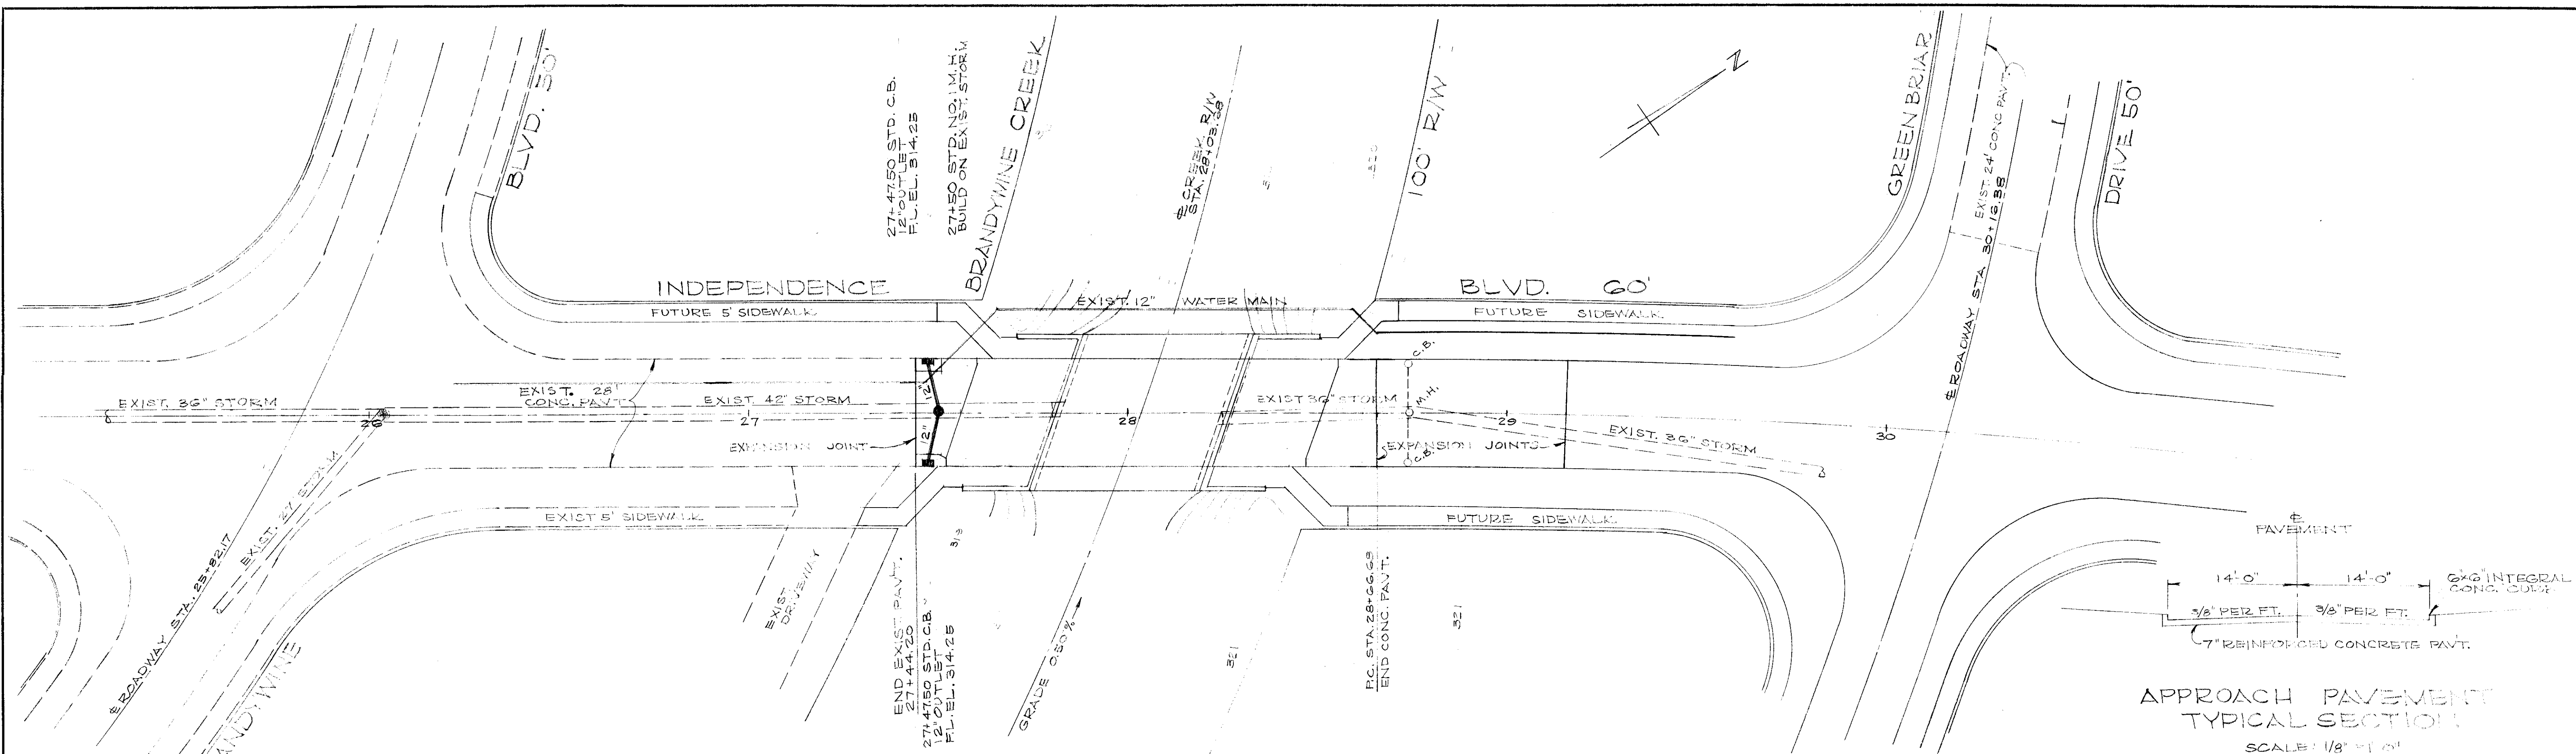 BLVD. 50'
27+47.50 STD. C.B.
12" OUTLET
F.L. EL. 314.25
27+50 STD. NO. 1 M.H.
BUILD ON EXIST. STORM
BRANDYWINE CREEK
℄ CREEK R/W
STA. 28+03.28
100' R/W
N
GREENBRIAR
EXIST. 24' CONC PAVT.
DRIVE 50'
℄ ROADWAY STA. 30+16.38
INDEPENDENCE
BLVD. 60'
FUTURE 5' SIDEWALK
EXIST. 12" WATER MAIN
FUTURE SIDEWALK
C.B.
EXIST. 36" STORM
EXIST. 28'
CONC. PAVT.
EXIST. 42" STORM
12"
EXIST 36" STORM
M.H.
26
27
28
29
30
EXPANSION JOINT
12"
EXPANSION JOINTS
C.B.
EXIST. 36" STORM
EXIST. 27" STORM
EXIST 5' SIDEWALK
FUTURE SIDEWALK
℄ ROADWAY STA. 25+82.17
EXIST
DRIVEWAY
END EXIST PAVT.
27+44.20
27+47.50 STD. C.B.
12" OUTLET
F.L. EL. 314.25
319
GRADE 0.50%
321
P.C. STA. 28+66.69
END CONC. PAVT.
321
℄
PAVEMENT
14'-0" 14'-0"
6"x6" INTEGRAL
CONC. CURB
3/8" PER FT. 3/8" PER FT.
7" REINFORCED CONCRETE PAVT.
APPROACH PAVEMENT
TYPICAL SECTION
SCALE: 1/8"